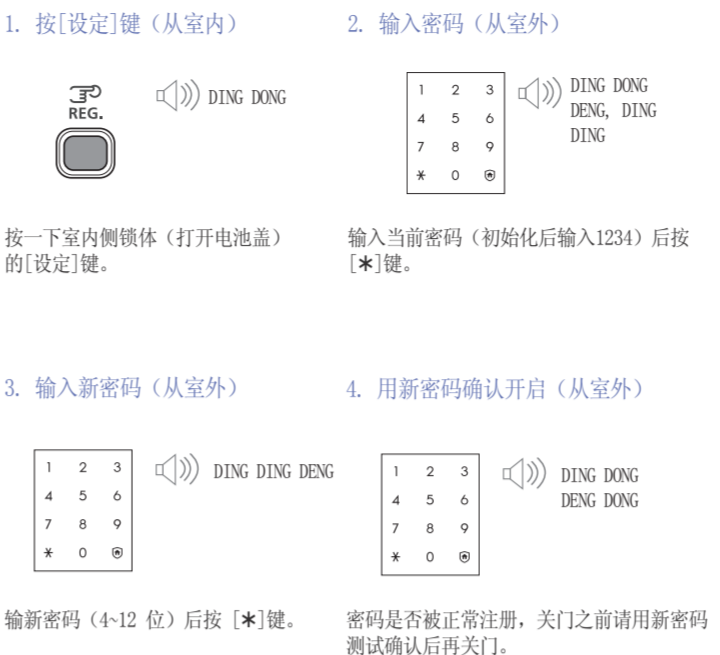 1. 按[设定]键（从室内）
REG.
DING DONG
按一下室内侧锁体（打开电池盖）
的[设定]键。
2. 输入密码（从室外）
1 2 3
4 5 6
7 8 9
* 0
DING DONG
DENG, DING
DING
输入当前密码（初始化后输入1234）后按
[*]键。
3. 输入新密码（从室外）
1 2 3
4 5 6
7 8 9
* 0
DING DING DENG
输新密码（4~12 位）后按 [*]键。
4. 用新密码确认开启（从室外）
1 2 3
4 5 6
7 8 9
* 0
DING DONG
DENG DONG
密码是否被正常注册，关门之前请用新密码
测试确认后再关门。